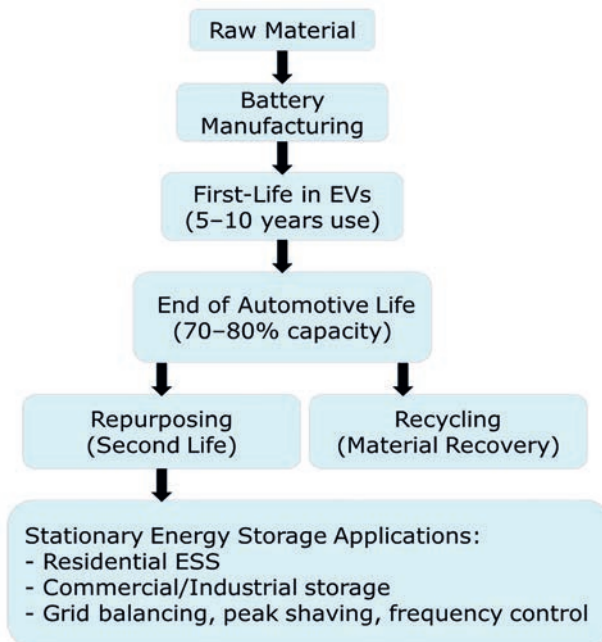 Raw Material
Battery
Manufacturing
First-Life in EVs
(5–10 years use)
End of Automotive Life
(70–80% capacity)
Repurposing
(Second Life)
Recycling
(Material Recovery)
Stationary Energy Storage Applications:
- Residential ESS
- Commercial/Industrial storage
- Grid balancing, peak shaving, frequency control